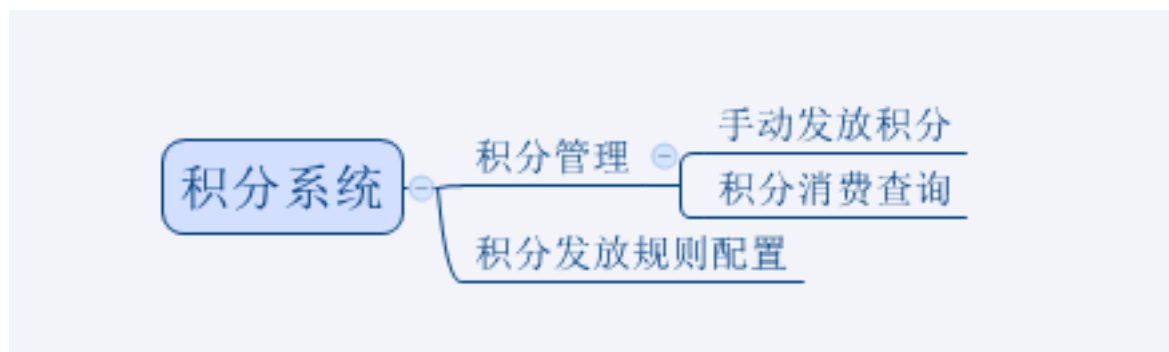 积分系统
积分管理
手动发放积分
积分消费查询
积分发放规则配置